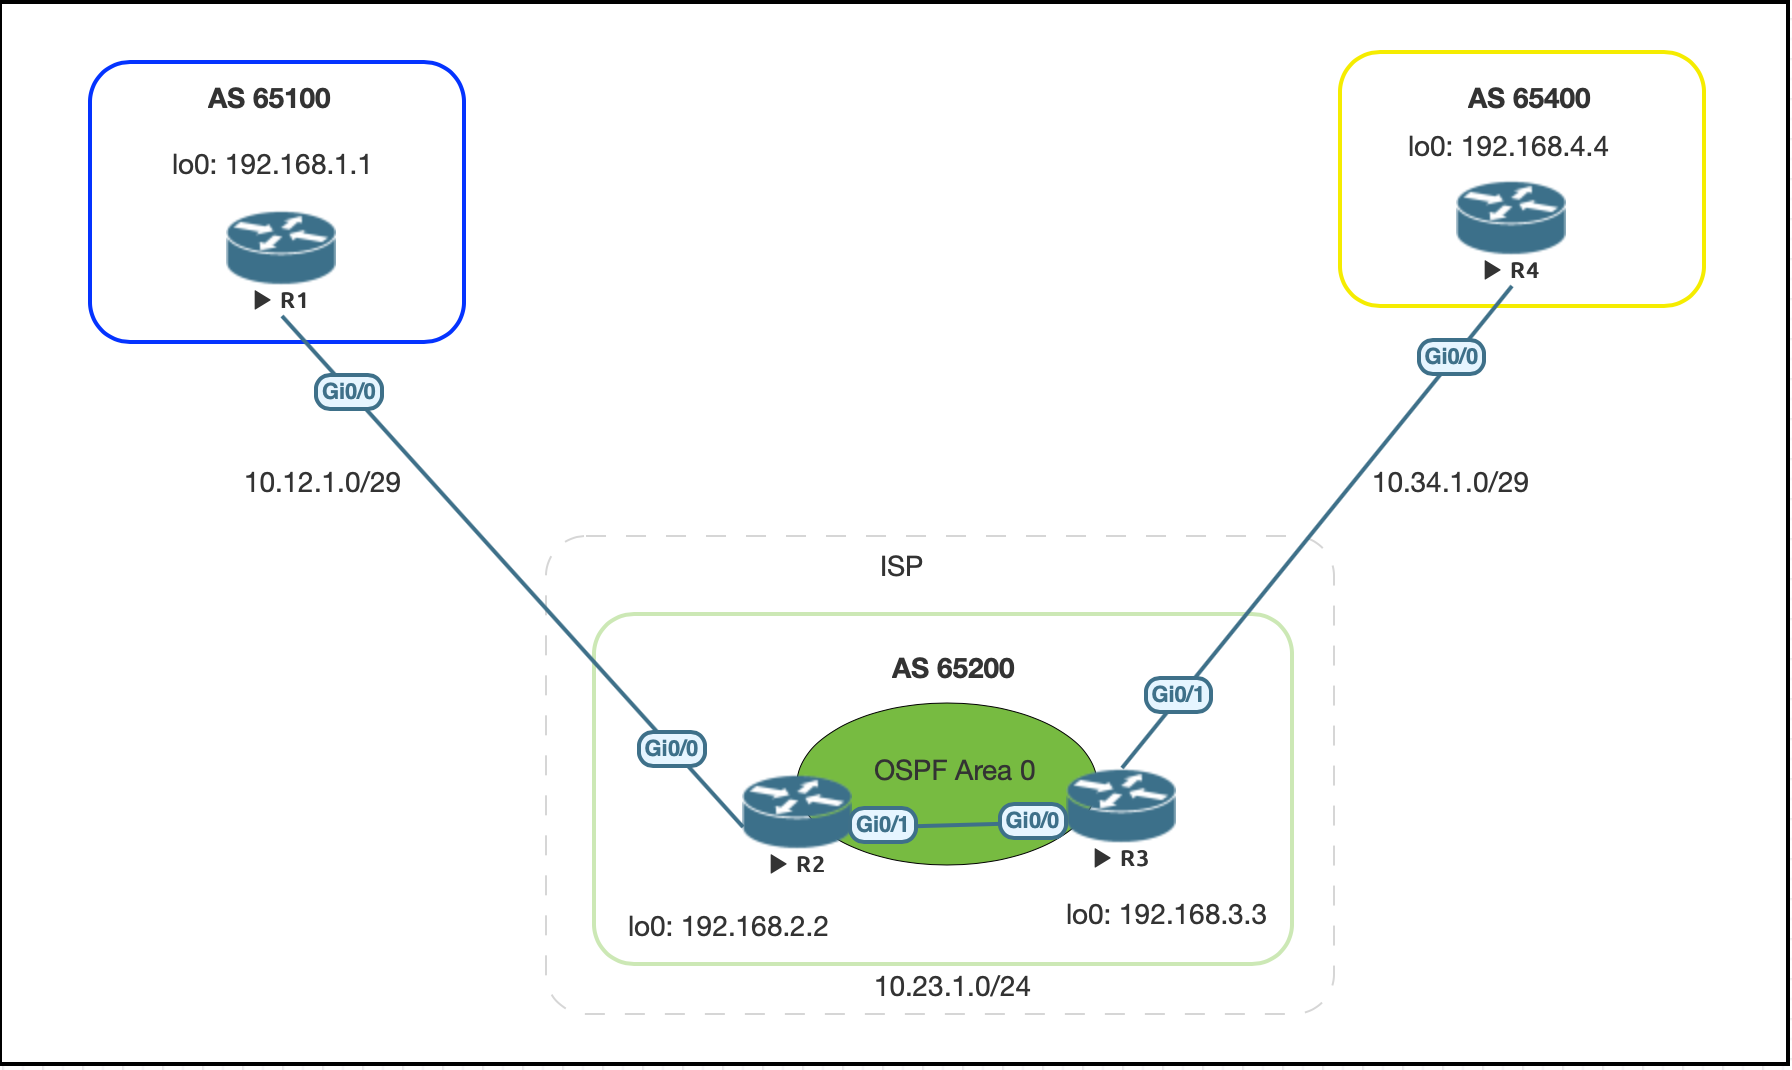 AS 65100
lo0: 192.168.1.1
R1
Gi0/0
10.12.1.0/29
AS 65400
lo0: 192.168.4.4
R4
Gi0/0
10.34.1.0/29
ISP
AS 65200
Gi0/1
Gi0/0
OSPF Area 0
Gi0/1
Gi0/0
R2
R3
lo0: 192.168.2.2
lo0: 192.168.3.3
10.23.1.0/24